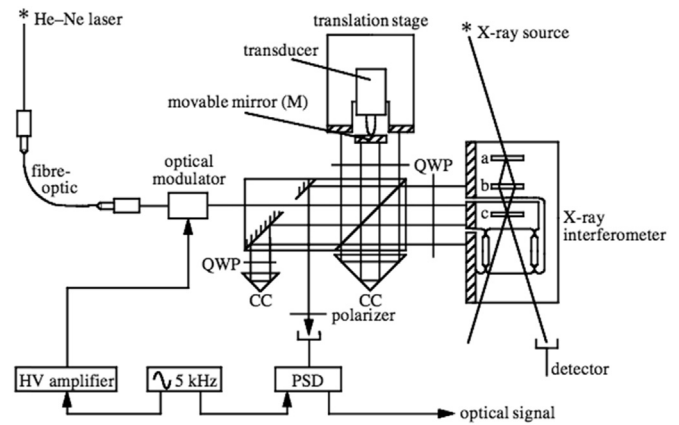 * He–Ne laser
translation stage
transducer
* X-ray source
movable mirror (M)
fibre-
optic
optical
modulator
QWP
a
b
c
X-ray
interferometer
QWP
CC
CC
polarizer
detector
HV amplifier
5 kHz
PSD
optical signal